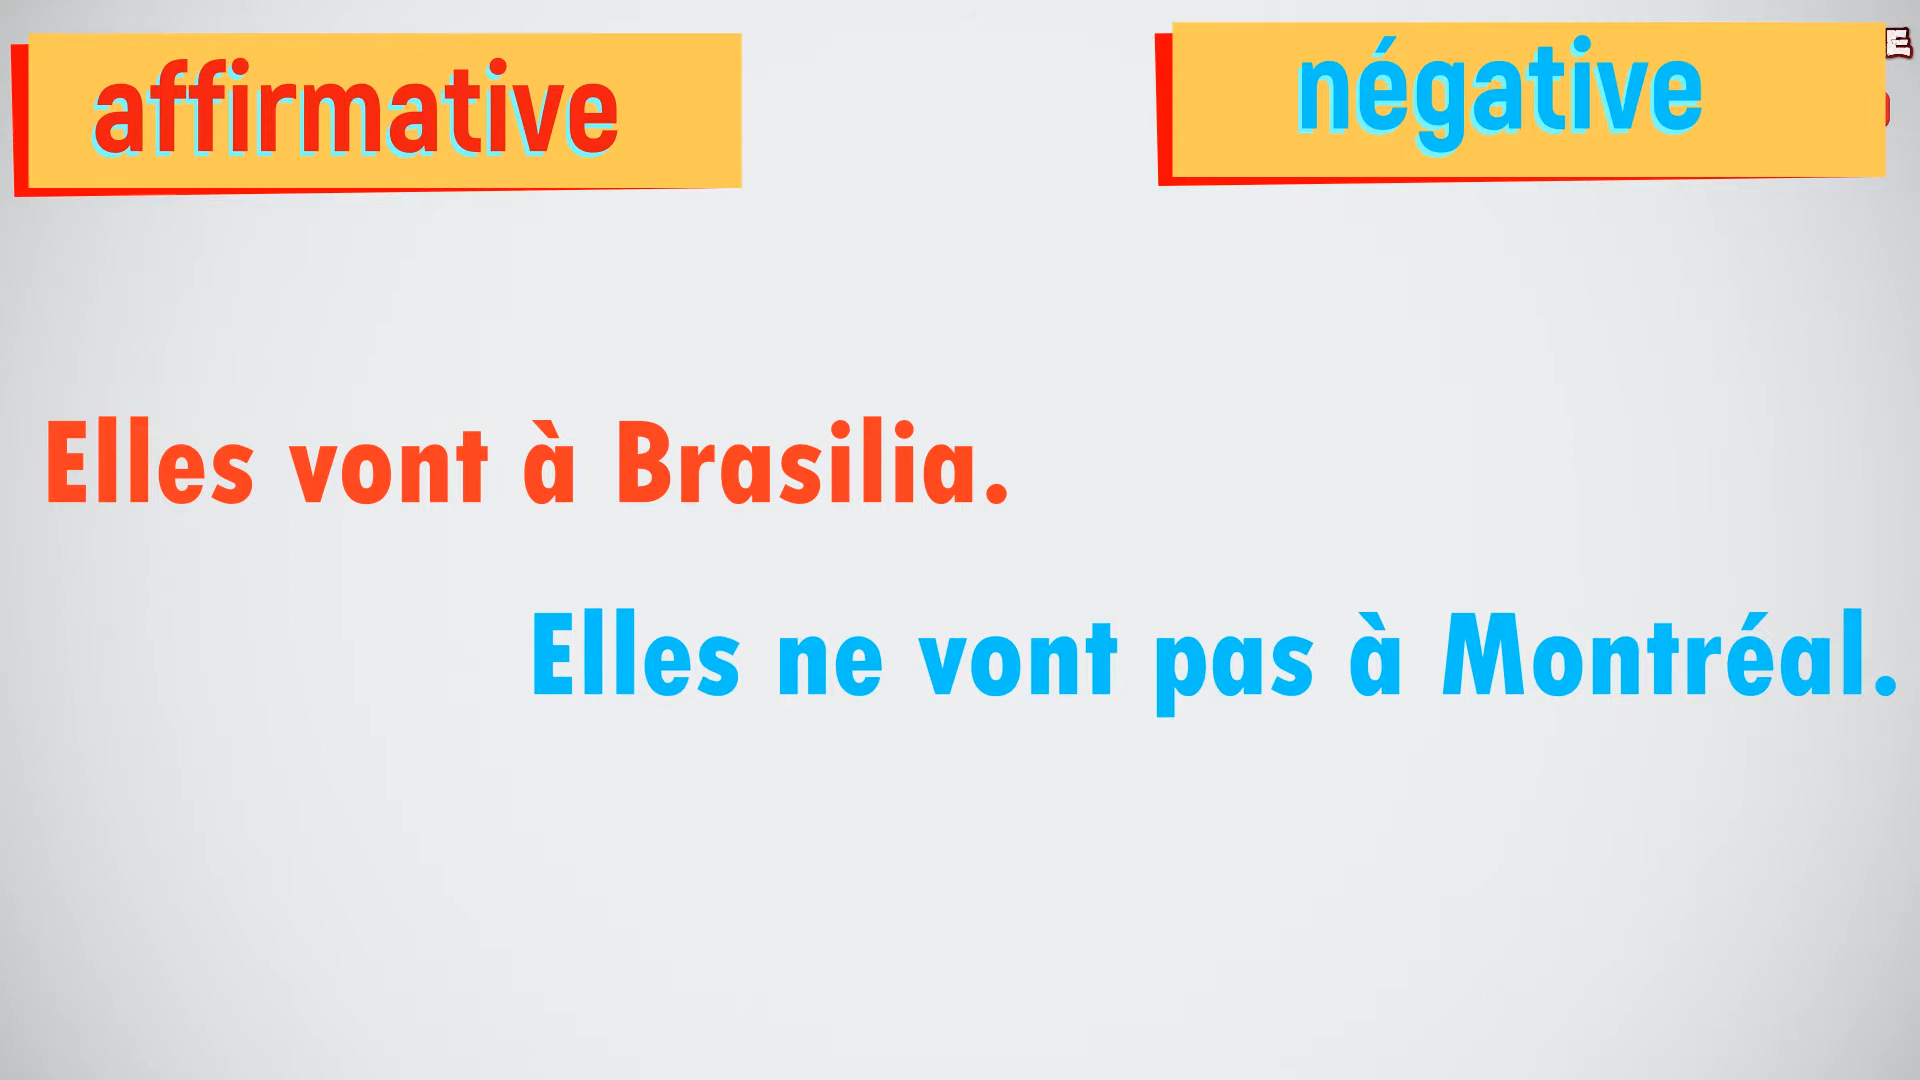 affirmative
négative
Elles vont à Brasilia.
Elles ne vont pas à Montréal.